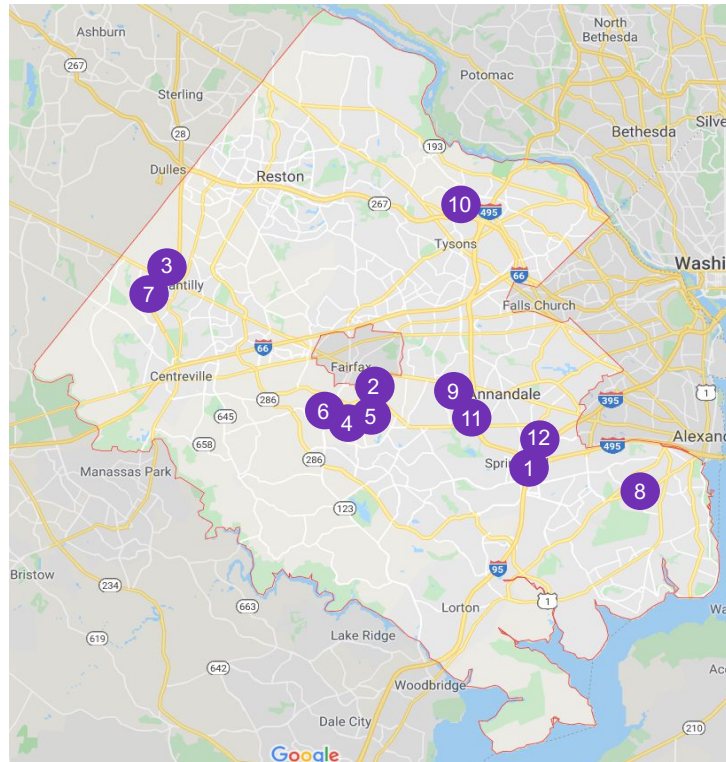 Ashburn
North
Bethesda
267
Potomac
Sterling
Silve
28
Bethesda
193
Dulles
Reston
267
10
495
Tysons
Washi
3
66
7
antilly
Falls Church
66
Fairfax
Centreville
2
9
Annandale
1
286
395
6
4
5
11
645
12
495
Alexan
658
Spri
1
286
Manassas Park
8
123
95
Bristow
234
1
663
Lorton
Wa
Lake Ridge
619
642
Woodbridge
Acc
Dale City
210
Google